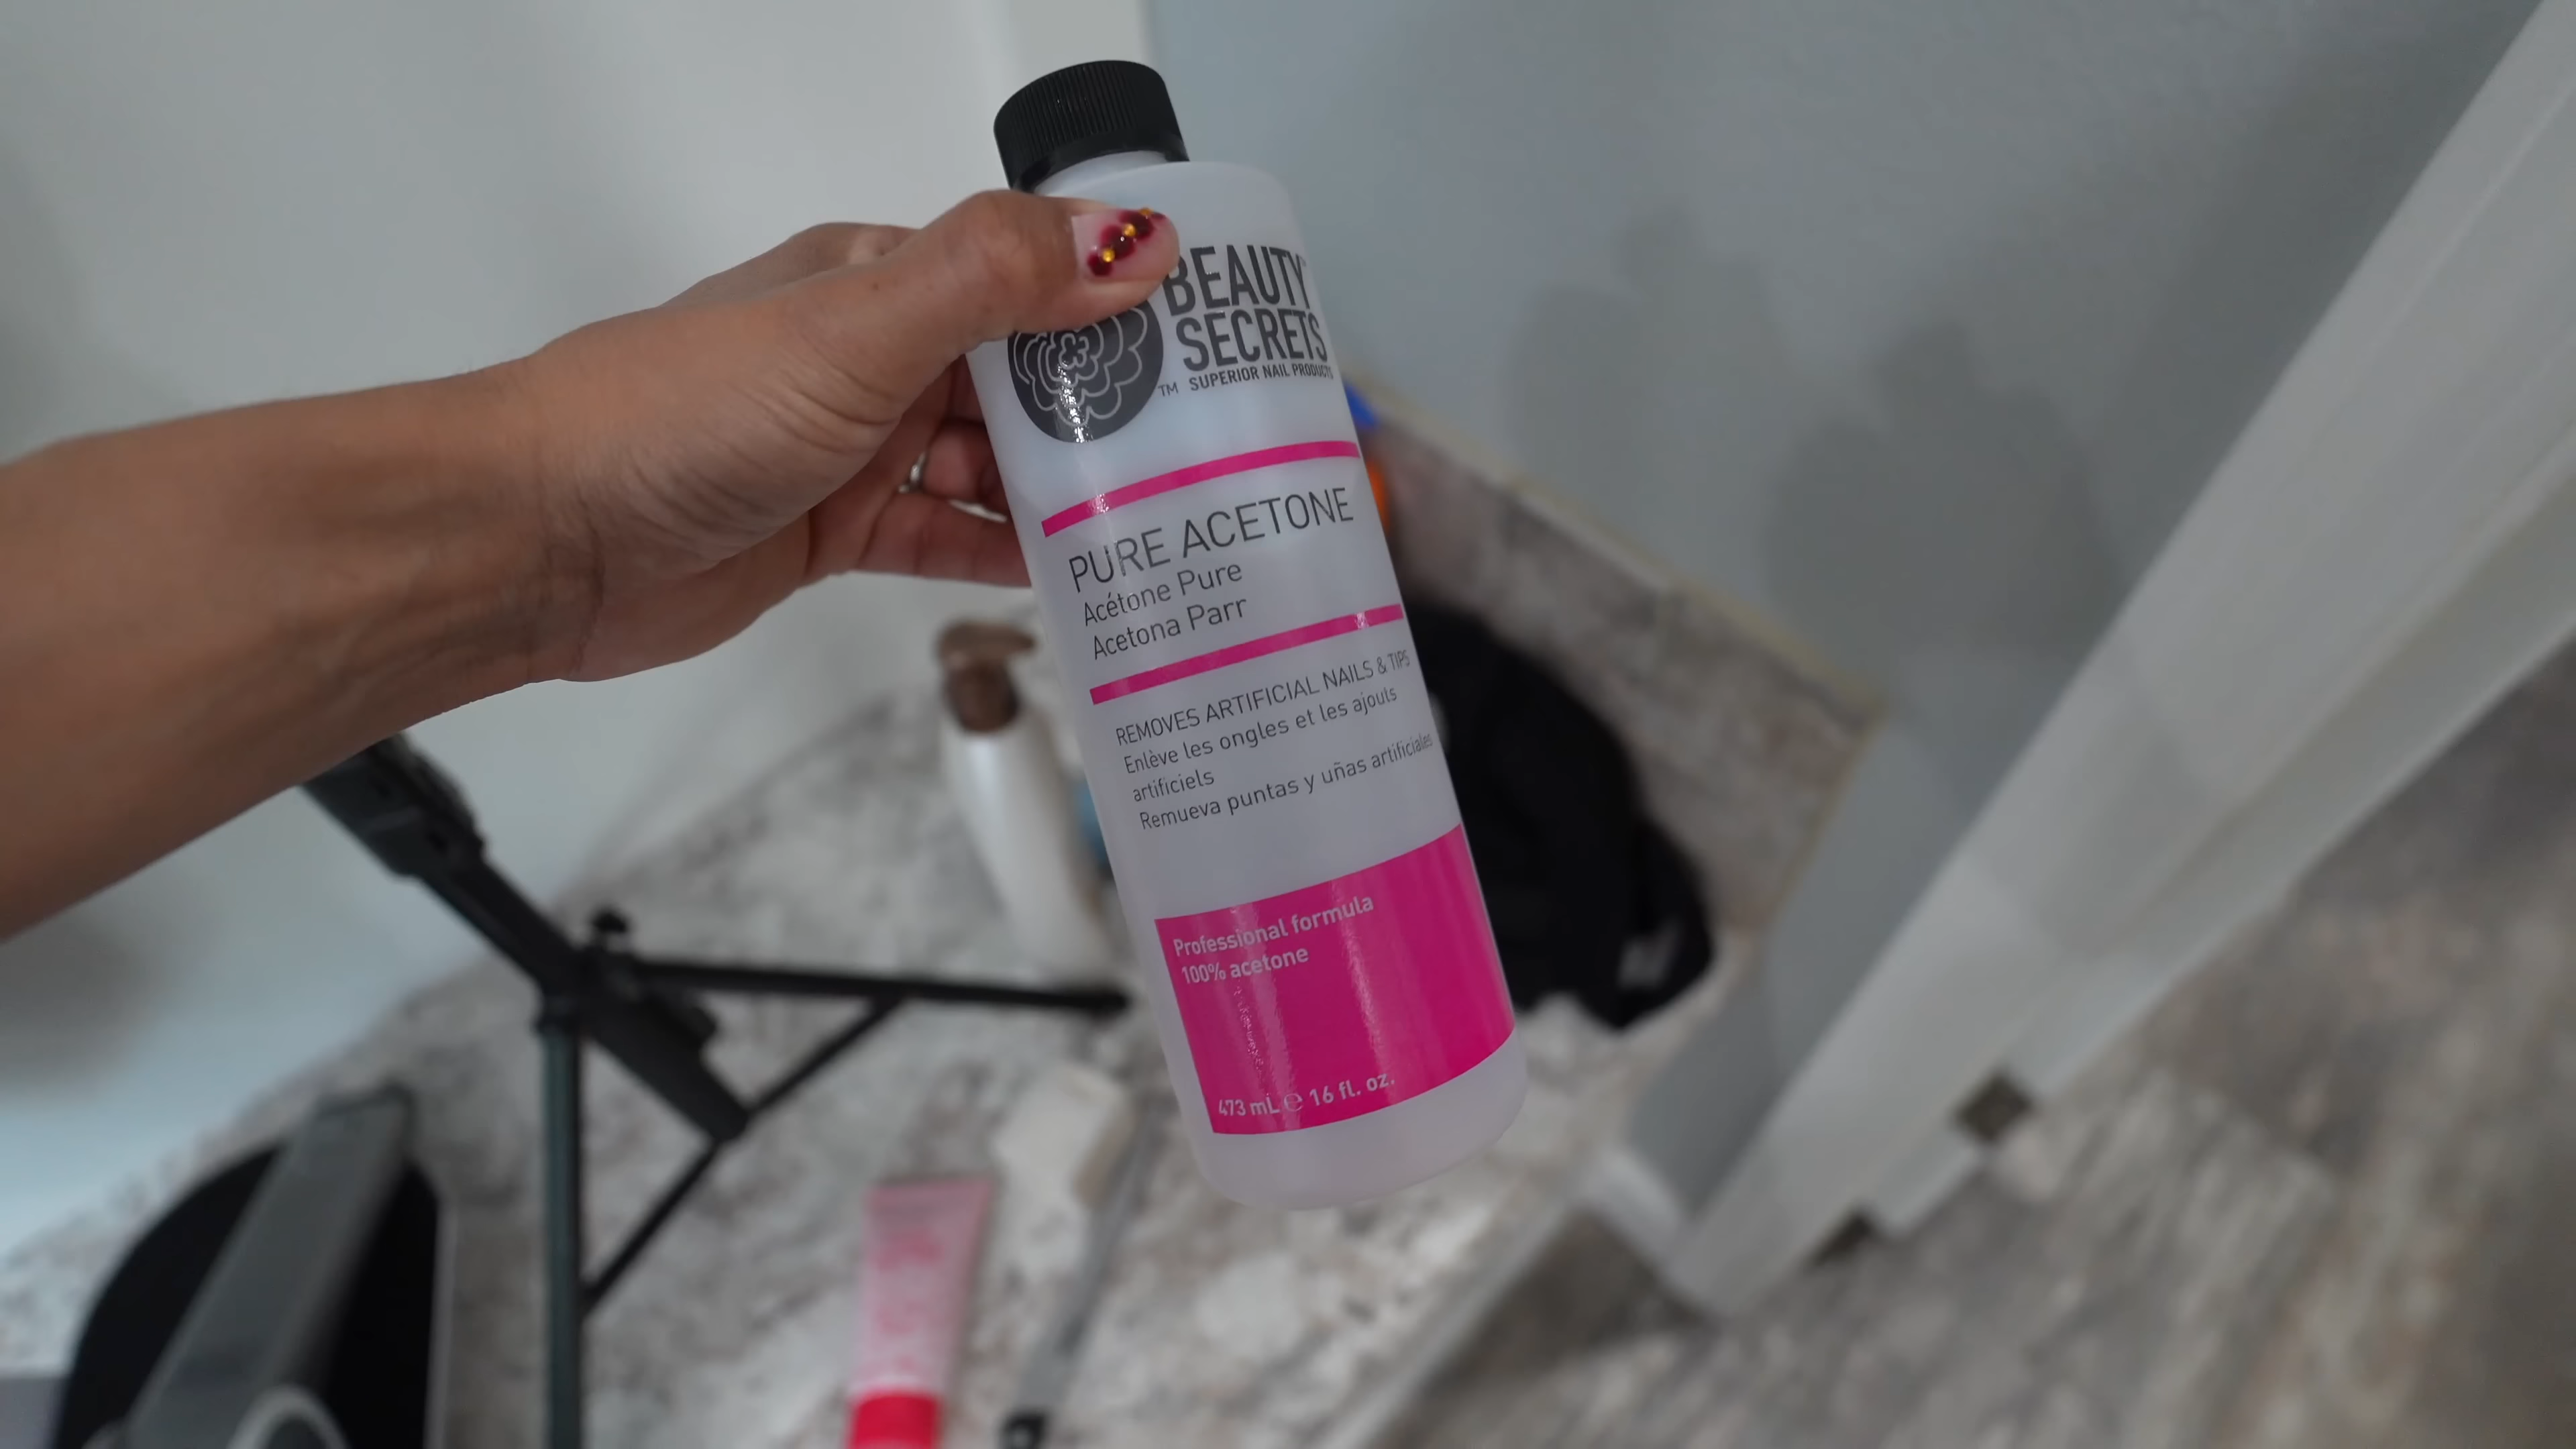 BEAUTY
SECRETS
TM SUPERIOR NAIL PRODUCTS
PURE ACETONE
Acétone Pure
Acetona Parr
REMOVES ARTIFICIAL NAILS & TIPS
Enlève les ongles et les ajouts
artificiels
Remueva puntas y uñas artificiales
Professional formula
100% acetone
473 mL ℮ 16 fl. oz.